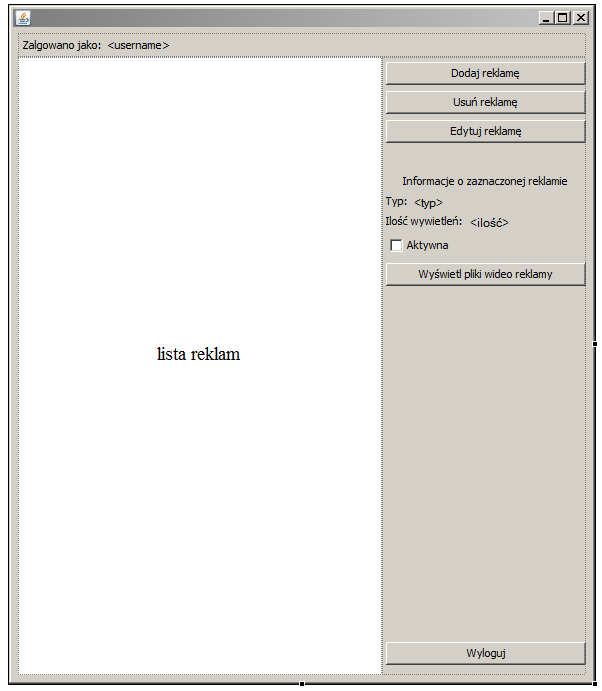 Zalgowano jako: <username>
Dodaj reklamę
Usuń reklamę
Edytuj reklamę
Informacje o zaznaczonej reklamie
Typ: <typ>
Ilość wywietleń: <ilość>
Aktywna
Wyświetl pliki wideo reklamy
lista reklam
Wyloguj